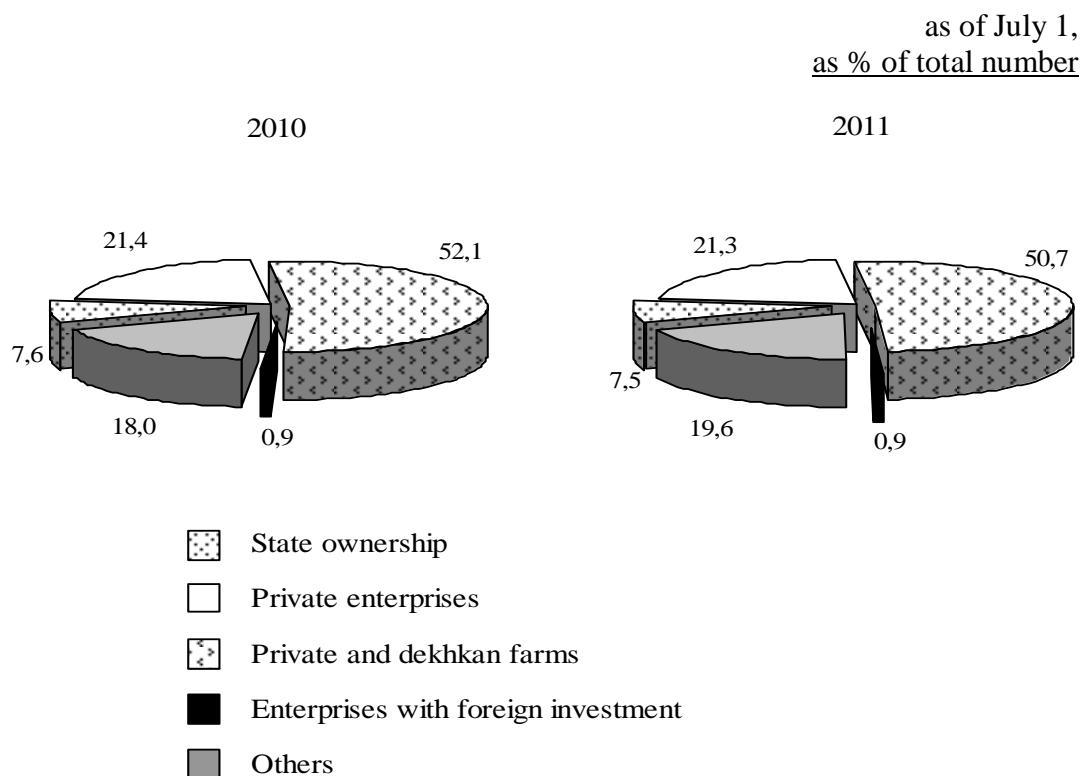 as of July 1,
as % of total number
2010
2011
21,4
52,1
7,6
18,0
0,9
21,3
50,7
7,5
19,6
0,9
State ownership
Private enterprises
Private and dekhkan farms
Enterprises with foreign investment
Others